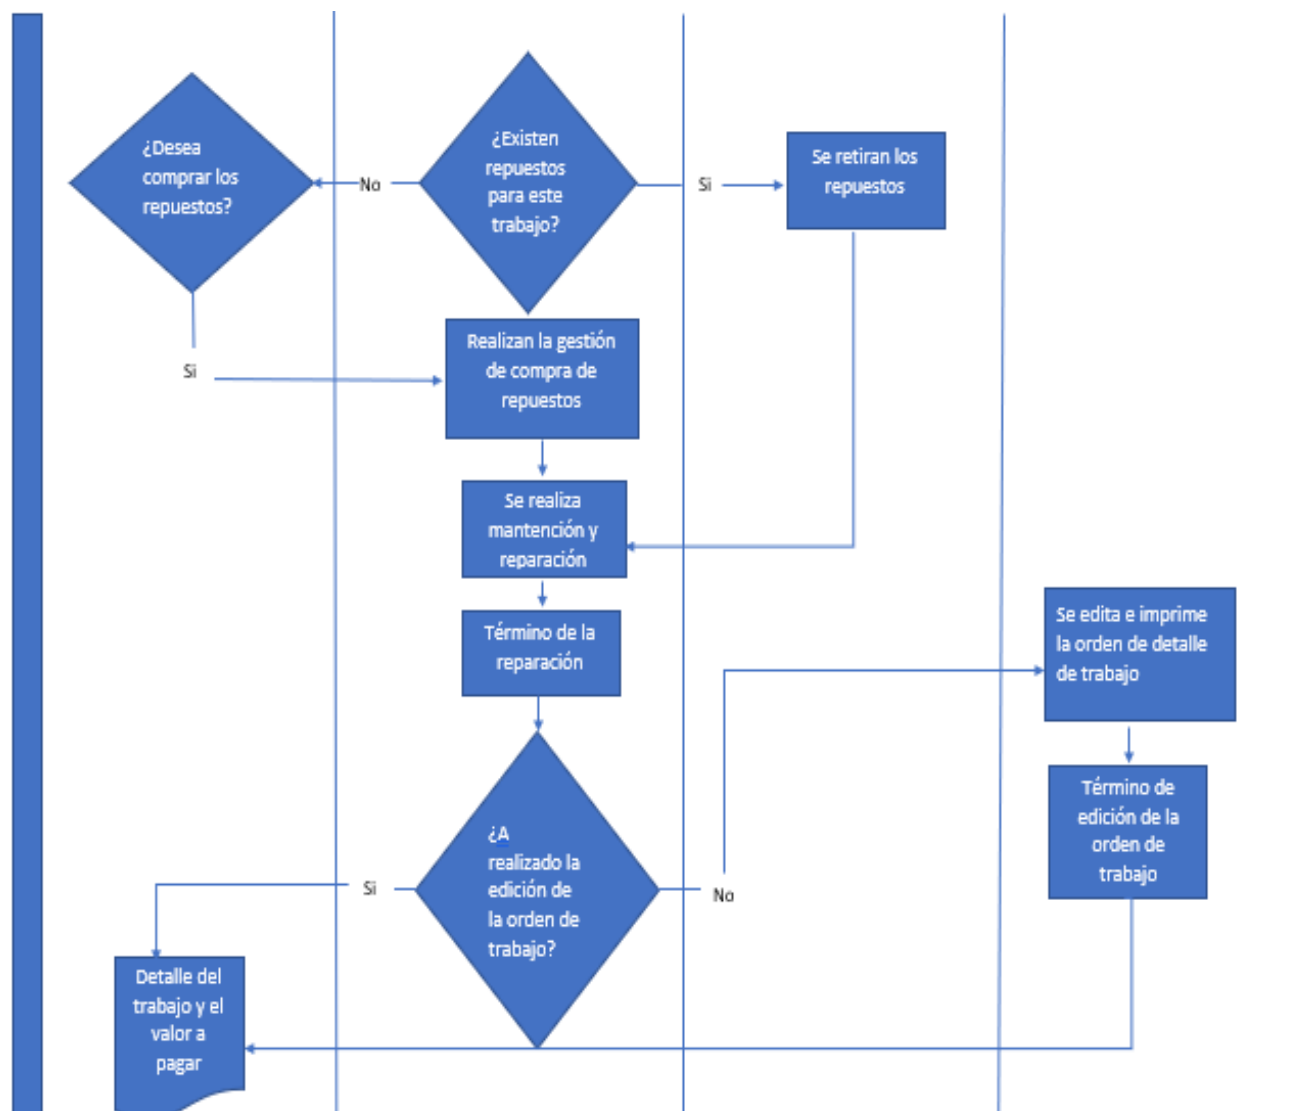 ¿Desea
comprar los
repuestos?
No
¿Existen
repuestos
para este
trabajo?
Si
Se retiran los
repuestos
Si
Realizan la gestión
de compra de
repuestos
Se realiza
mantención y
reparación
Término de la
reparación
Se edita e imprime
la orden de detalle
de trabajo
Término de
edición de la
orden de
trabajo
¿A
realizado la
edición de
la orden de
trabajo?
Si
No
Detalle del
trabajo y el
valor a
pagar